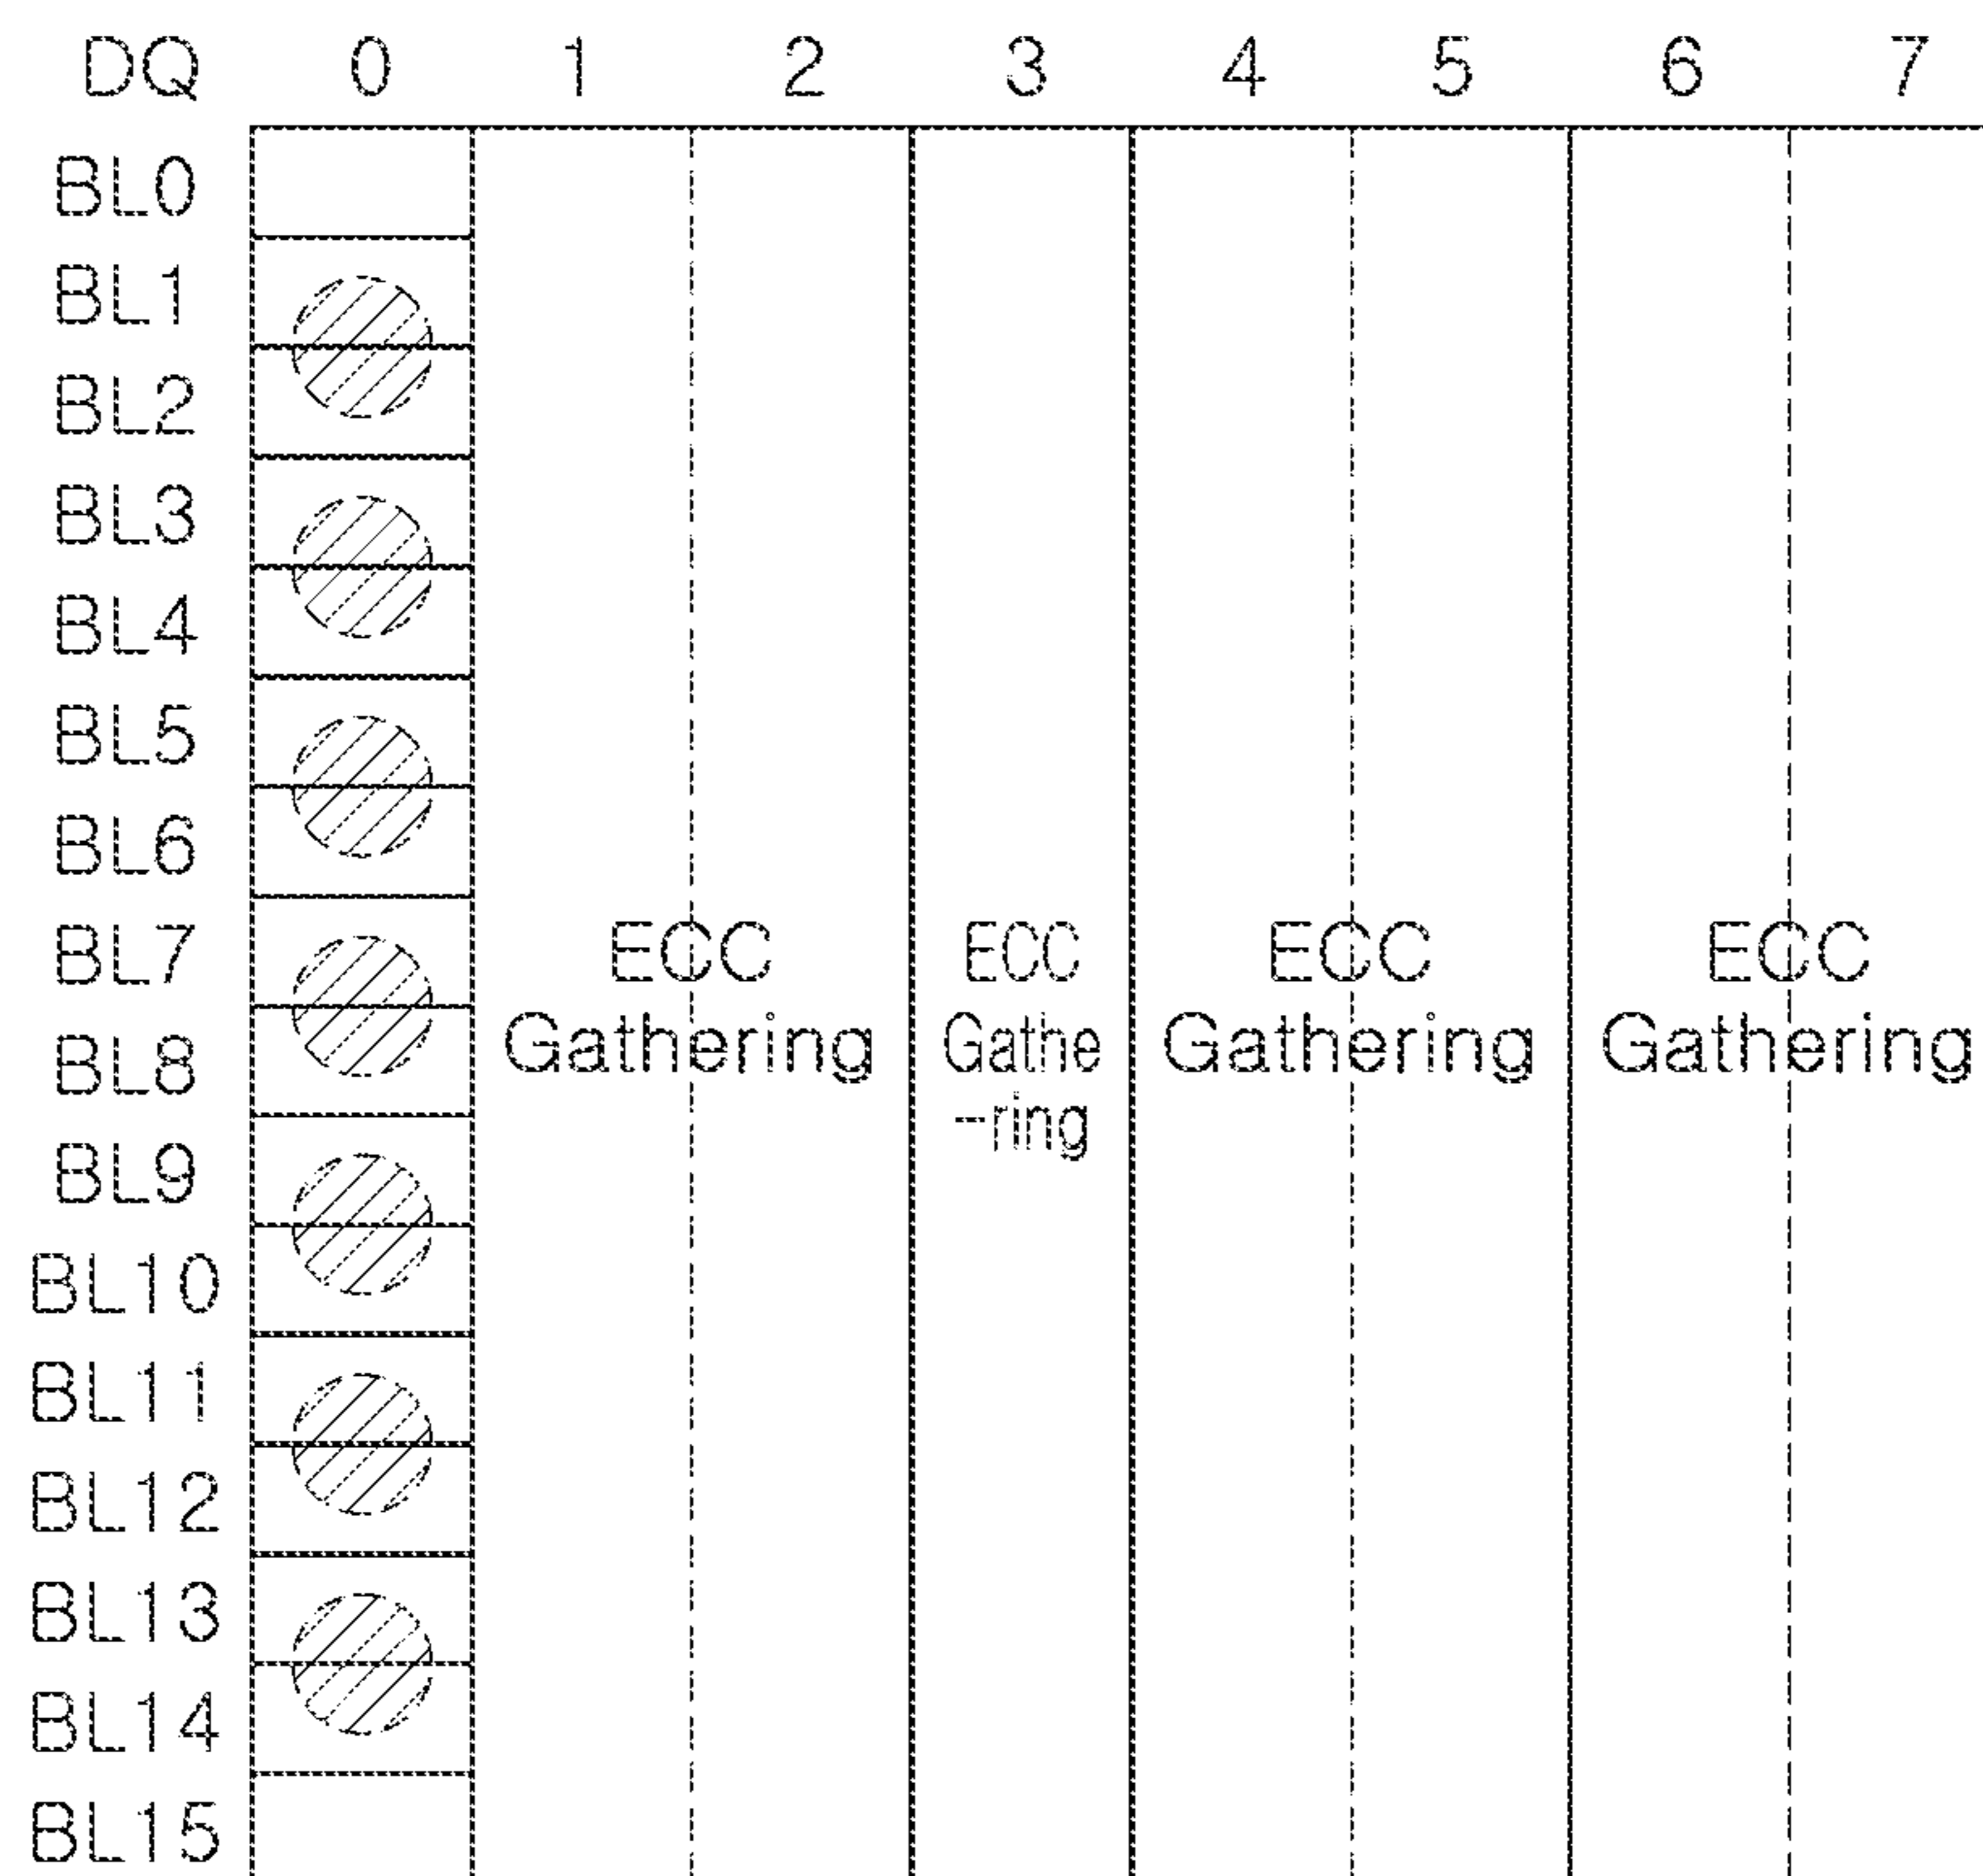 DQ 0 1 2 3 4 5 6 7
BL0
BL1
BL2
BL3
BL4
BL5
BL6
BL7 ECC ECC ECC ECC
BL8 Gathering Gathe Gathering Gathering
-ring
BL9
BL10
BL11
BL12
BL13
BL14
BL15